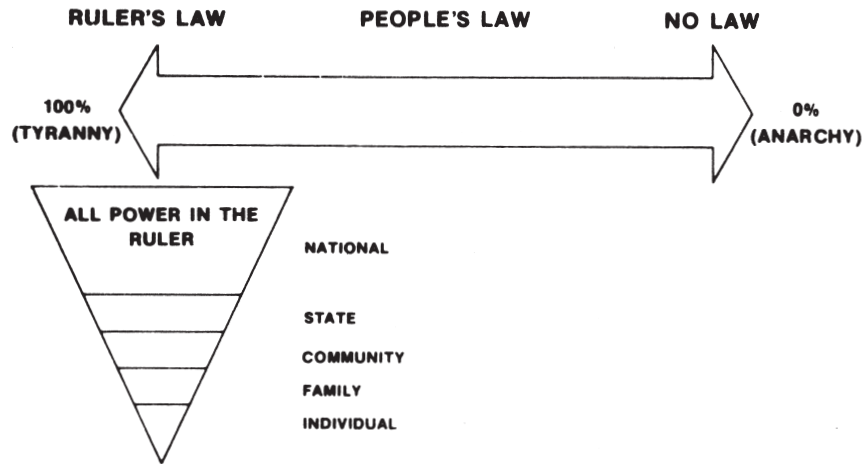 RULER'S LAW
PEOPLE'S LAW
NO LAW
100%
(TYRANNY)
0%
(ANARCHY)
ALL POWER IN THE
RULER
NATIONAL
STATE
COMMUNITY
FAMILY
INDIVIDUAL